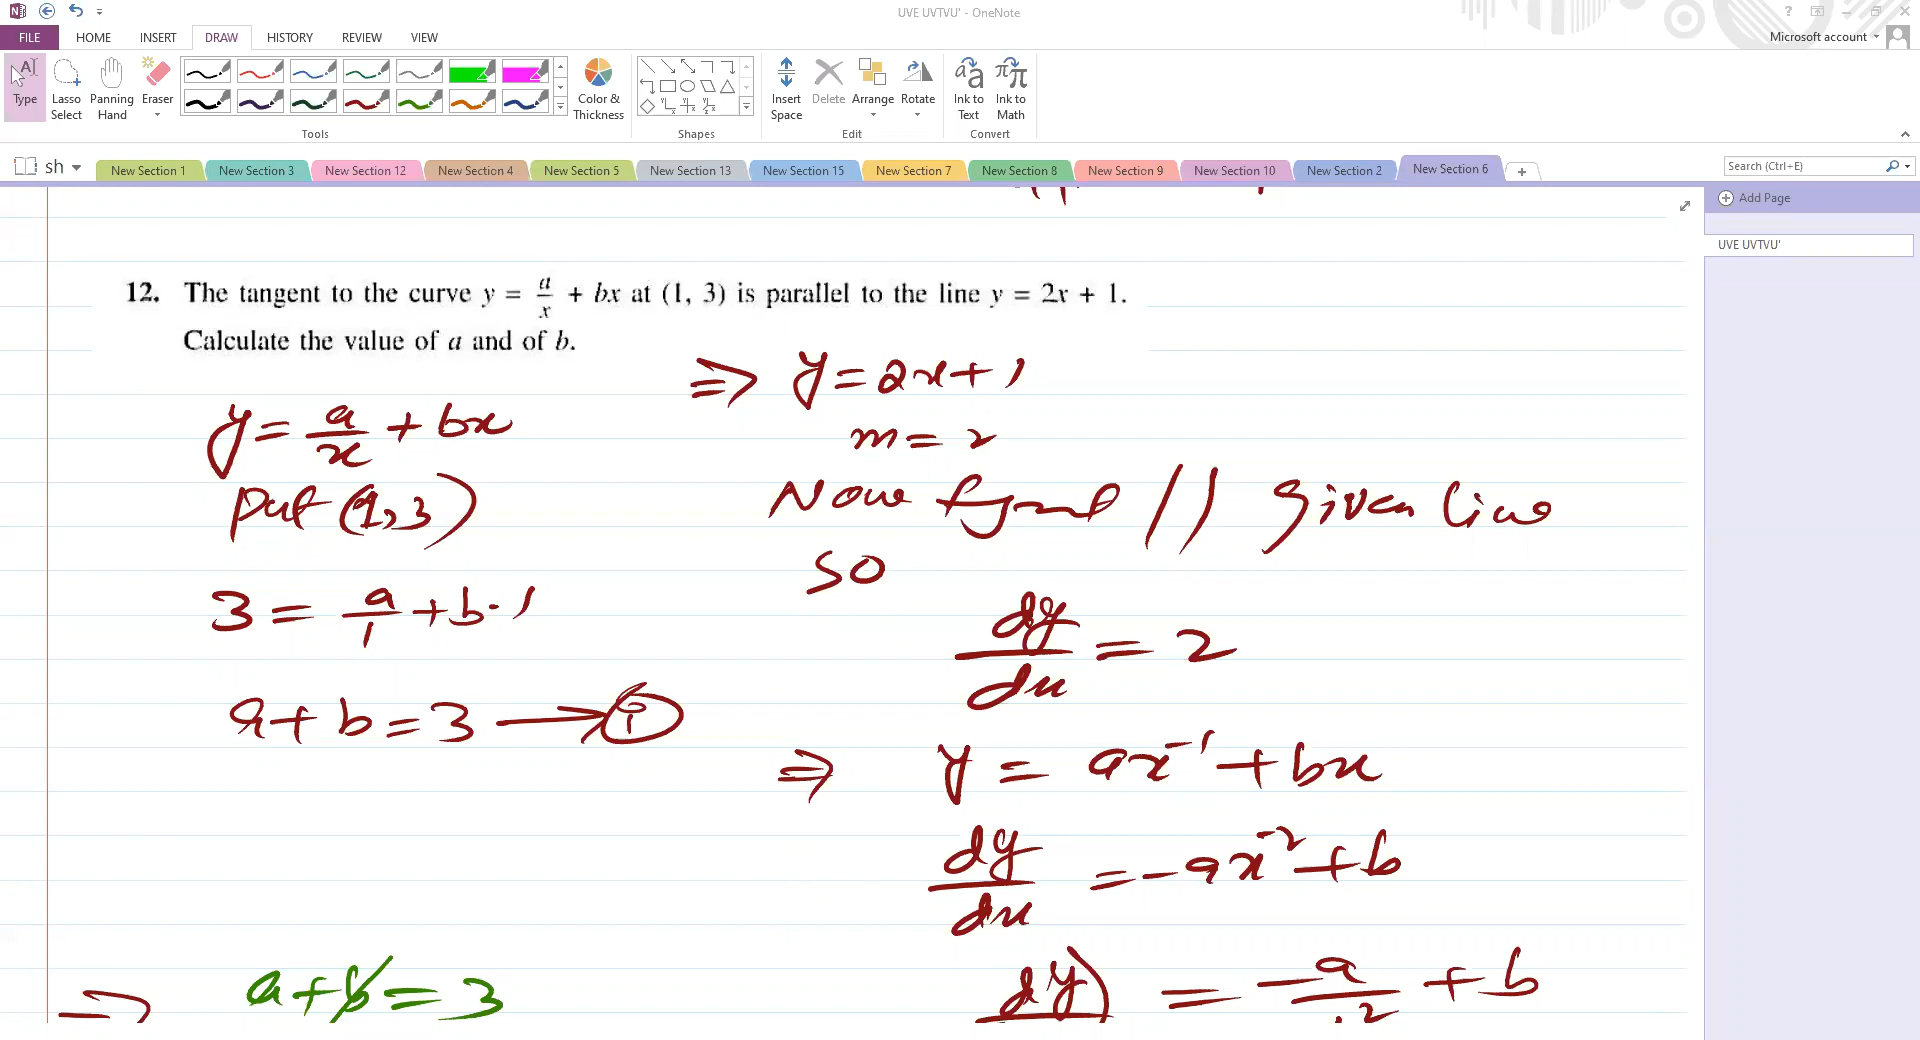 UVE UVTVU' - OneNote
FILE HOME INSERT DRAW HISTORY REVIEW VIEW
Microsoft account
Type
Lasso Select
Panning Hand
Eraser
Color & Thickness
Insert Space
Delete
Arrange
Rotate
Ink to Text
Ink to Math
Tools
Shapes
Edit
Convert
sh
New Section 1 New Section 3 New Section 12 New Section 4 New Section 5 New Section 13 New Section 15 New Section 7 New Section 8 New Section 9 New Section 10 New Section 2 New Section 6
Search (Ctrl+E)
Add Page
UVE UVTVU'
12. The tangent to the curve y = a/x + bx at (1, 3) is parallel to the line y = 2x + 1.
Calculate the value of a and of b.
y = a/x + bx
Put (1,3)
3 = a/1 + b·1
a + b = 3 → (i)
⇒ a + b = 3
⇒ y = 2x + 1
m = 2
Now // given line
so
dy/dx = 2
⇒ y = ax⁻¹ + bx
dy/dx = -ax⁻² + b
dy = -a + b